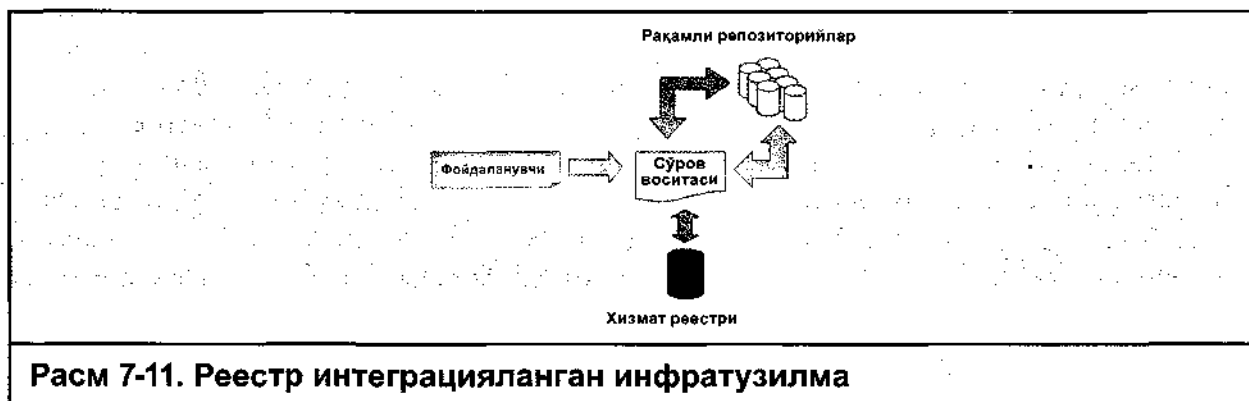 Рақамли репозиторийлар
Фойдаланувчи
Сўров
воситаси
Хизмат реестри
Расм 7-11. Реестр интеграцияланган инфратузилма